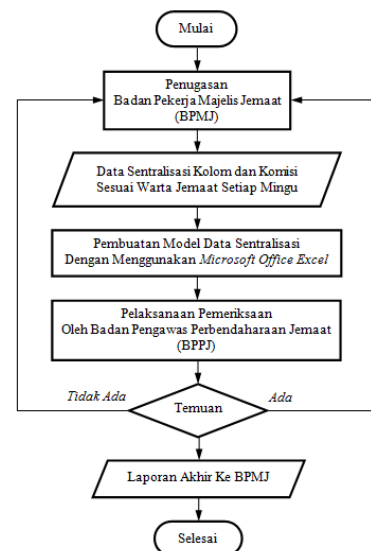 Mulai
Penugasan
Badan Pekerja Majelis Jemaat
(BPMJ)
Data Sentralisasi Kolom dan Komisi
Sesuai Warta Jemaat Setiap Minggu
Pembuatan Model Data Sentralisasi
Dengan Menggunakan Microsoft Office Excel
Pelaksanaan Pemeriksaan
Oleh Badan Pengawas Perbendaharaan Jemaat
(BPPJ)
Tidak Ada
Temuan
Ada
Laporan Akhir Ke BPMJ
Selesai